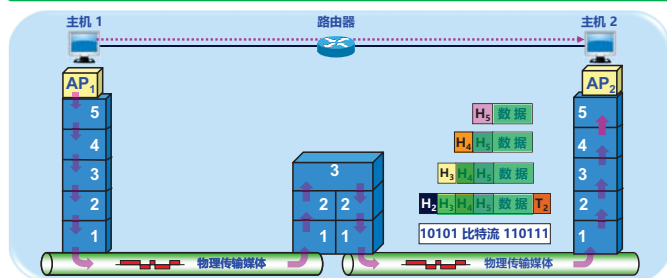 主机 1
路由器
主机 2
AP1
AP2
5
4
3
2
1
3
2 2
1 1
5
4
3
2
1
H5 数据
H4 H5 数据
H3 H4 H5 数据
H2 H3 H4 H5 数据 T2
10101 比特流 110111
物理传输媒体
物理传输媒体